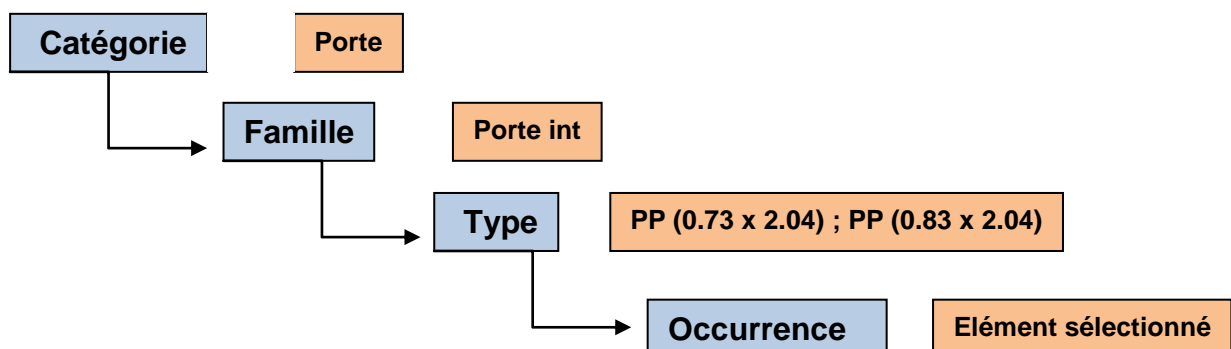 Catégorie Porte
Famille Porte int
Type PP (0.73 x 2.04) ; PP (0.83 x 2.04)
Occurrence Elément sélectionné